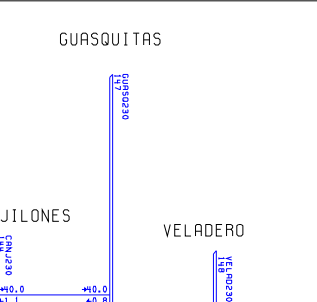 GUASQUITAS
GUASQ230
147
JILONES
CANJ230
VELADERO
VELAD230
148
+40.0 +40.0